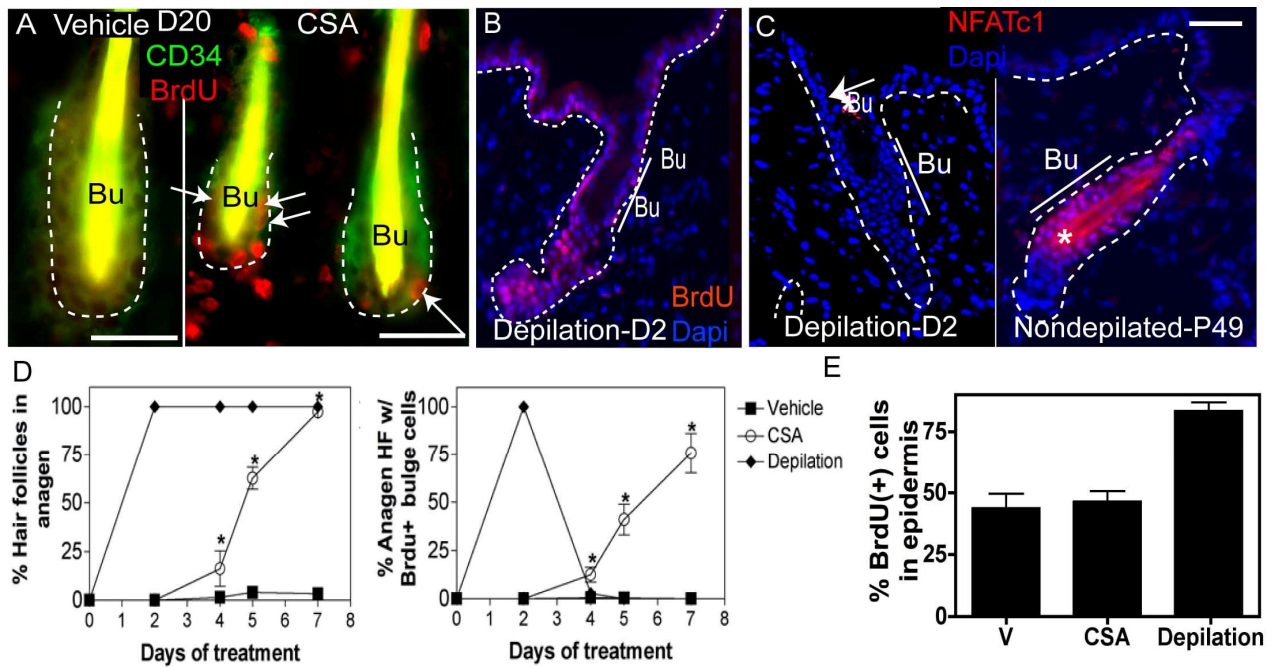 A Vehicle D20 CSA
CD34
BrdU
Bu
Bu
Bu
B
Bu
Bu
BrdU
Depilation-D2 Dapi
C
NFATc1
Dapi
Bu
*
Bu
Depilation-D2
Bu
*
Nondepilated-P49
D
% Hair follicles in
anagen
100
75
50
25
0
* * * *
0 1 2 3 4 5 6 7 8
Days of treatment
% Anagen HF w/
Brdu+ bulge cells
100
75
50
25
0
* * *
0 1 2 3 4 5 6 7 8
Days of treatment
Vehicle
CSA
Depilation
E
% BrdU(+) cells
in epidermis
75
50
25
0
V CSA Depilation